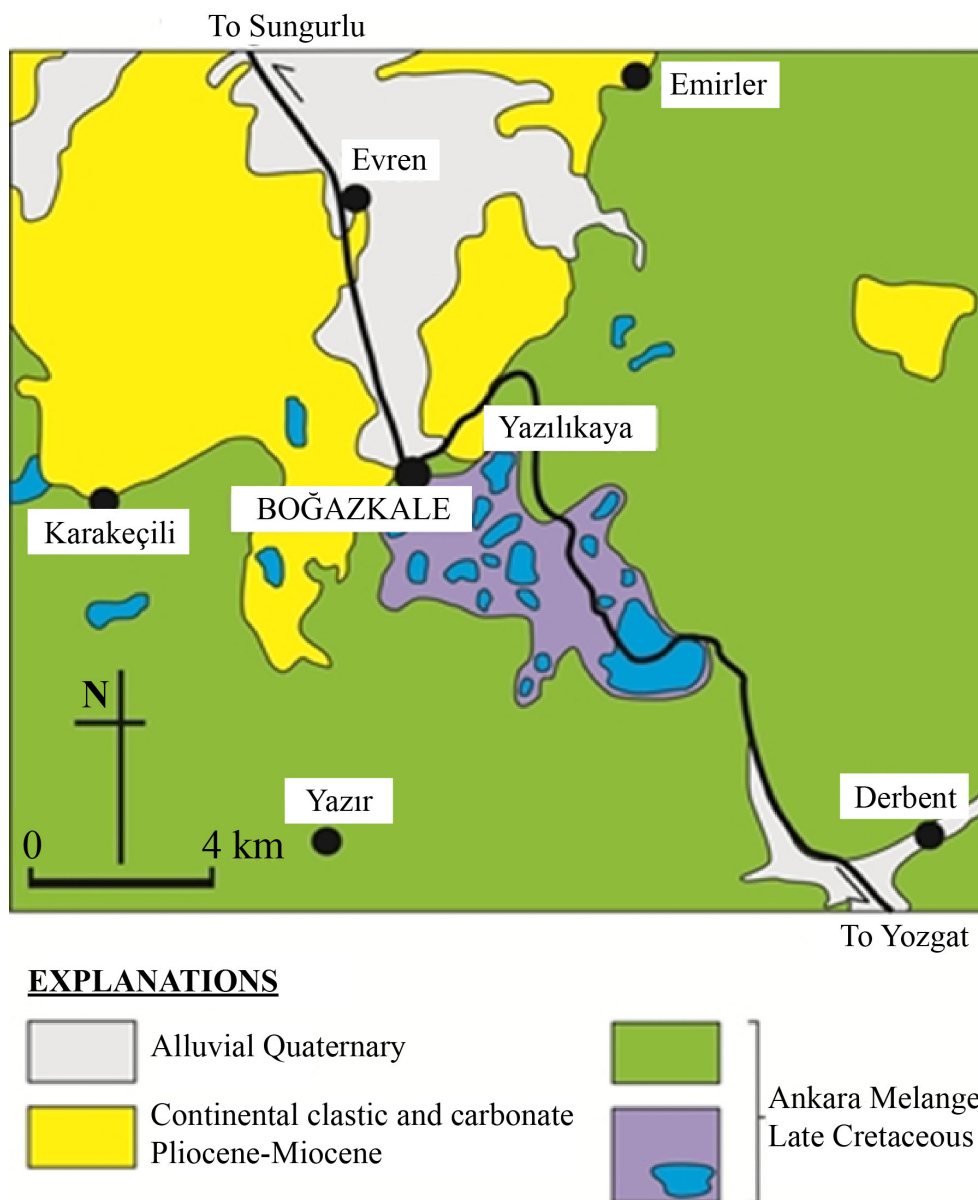 To Sungurlu
Emirler
Evren
Yazılıkaya
BOĞAZKALE
Karakeçili
N
Yazır
Derbent
0 4 km
To Yozgat
EXPLANATIONS
Alluvial Quaternary
Continental clastic and carbonate
Pliocene-Miocene
Ankara Melange
Late Cretaceous